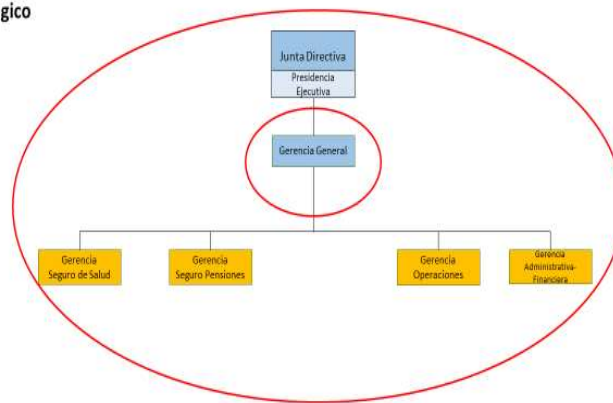 gico
Junta Directiva
Presidencia
Ejecutiva
Gerencia General
Gerencia
Seguro de Salud
Gerencia
Seguro Pensiones
Gerencia
Operaciones
Gerencia
Administrativa-
Financiera